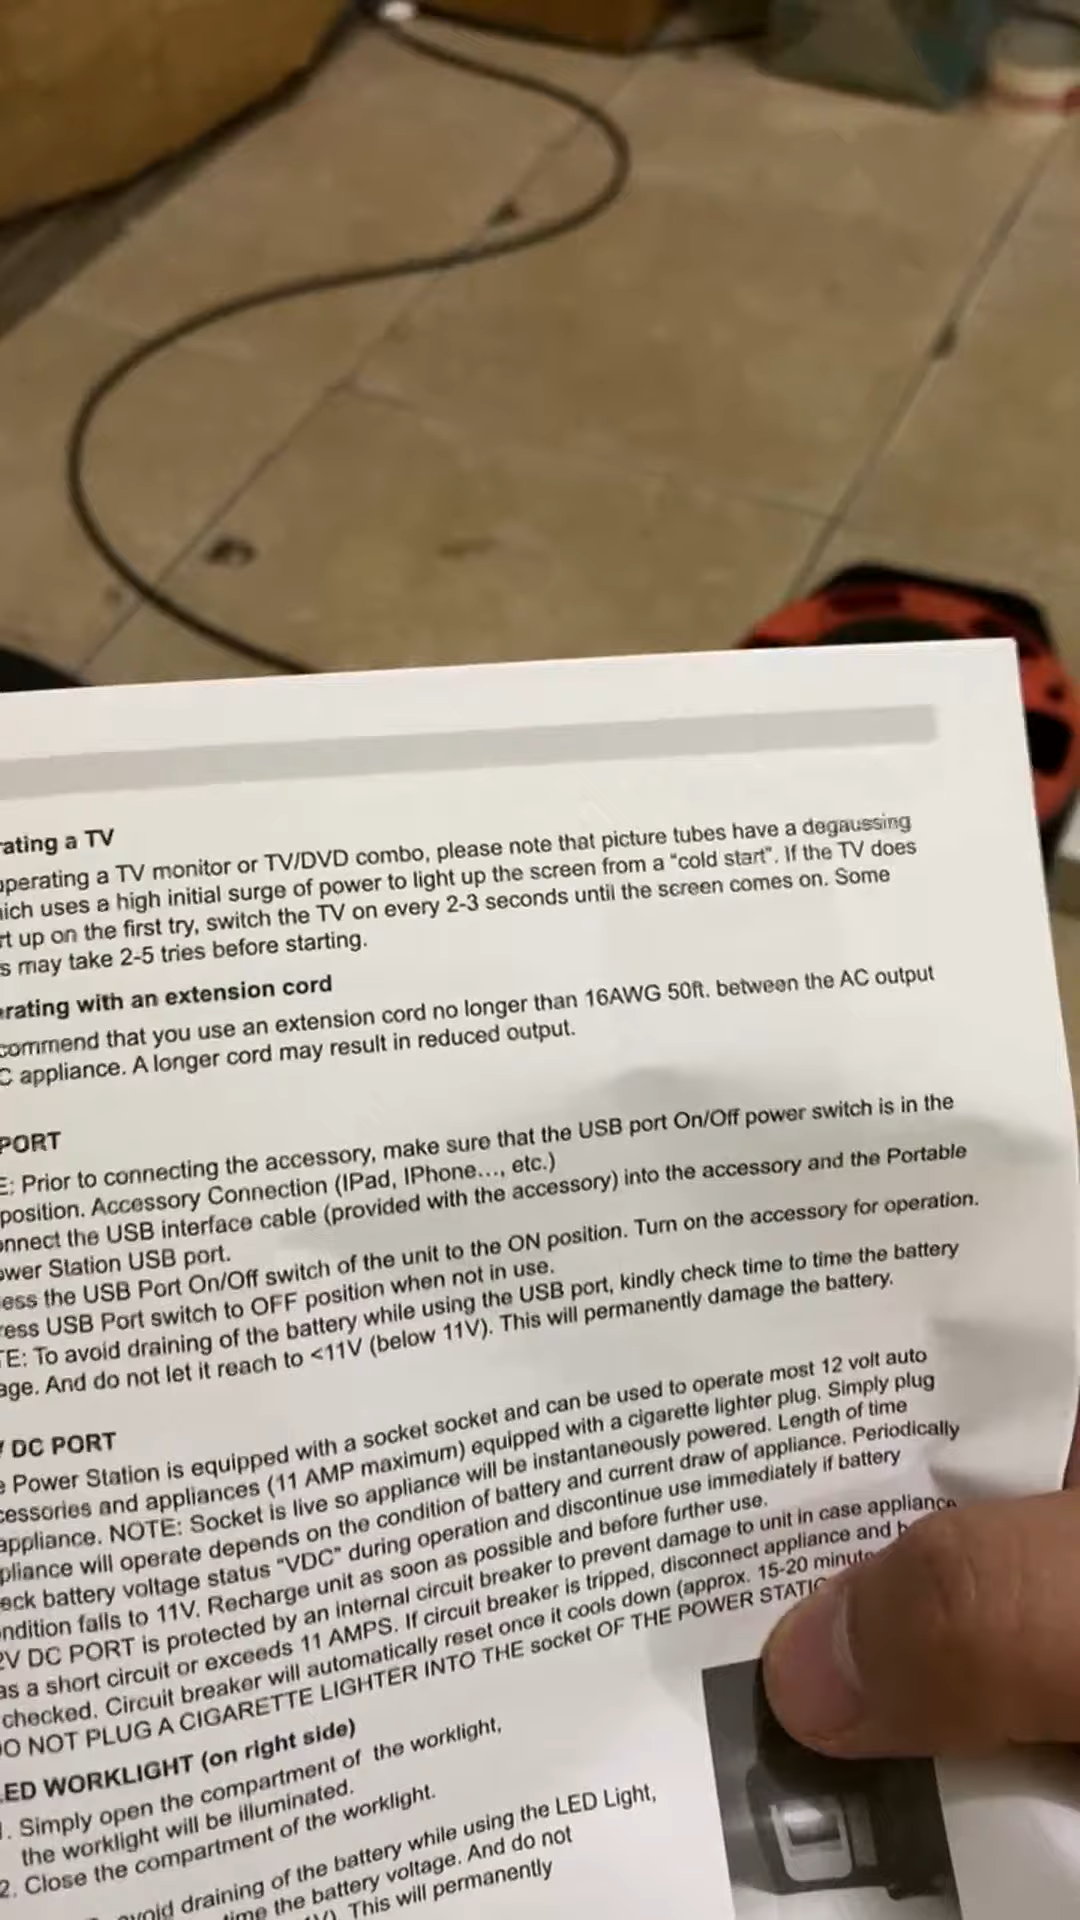 rating a TV
operating a TV monitor or TV/DVD combo, please note that picture tubes have a degaussing
hich uses a high initial surge of power to light up the screen from a “cold start”. If the TV does
rt up on the first try, switch the TV on every 2-3 seconds until the screen comes on. Some
s may take 2-5 tries before starting.
erating with an extension cord
commend that you use an extension cord no longer than 16AWG 50ft. between the AC output
C appliance. A longer cord may result in reduced output.
PORT
E: Prior to connecting the accessory, make sure that the USB port On/Off power switch is in the
position. Accessory Connection (IPad, IPhone..., etc.)
onnect the USB interface cable (provided with the accessory) into the accessory and the Portable
ower Station USB port.
ess the USB Port On/Off switch of the unit to the ON position. Turn on the accessory for operation.
ress USB Port switch to OFF position when not in use.
TE: To avoid draining of the battery while using the USB port, kindly check time to time the battery
age. And do not let it reach to <11V (below 11V). This will permanently damage the battery.
V DC PORT
e Power Station is equipped with a socket socket and can be used to operate most 12 volt auto
cessories and appliances (11 AMP maximum) equipped with a cigarette lighter plug. Simply plug
appliance. NOTE: Socket is live so appliance will be instantaneously powered. Length of time
pliance will operate depends on the condition of battery and current draw of appliance. Periodically
eck battery voltage status “VDC” during operation and discontinue use immediately if battery
ondition falls to 11V. Recharge unit as soon as possible and before further use.
2V DC PORT is protected by an internal circuit breaker to prevent damage to unit in case appliance
as a short circuit or exceeds 11 AMPS. If circuit breaker is tripped, disconnect appliance and
checked. Circuit breaker will automatically reset once it cools down (approx. 15-20 minute
DO NOT PLUG A CIGARETTE LIGHTER INTO THE socket OF THE POWER STATIO
LED WORKLIGHT (on right side)
1. Simply open the compartment of the worklight,
the worklight will be illuminated.
2. Close the compartment of the worklight.
avoid draining of the battery while using the LED Light,
time the battery voltage. And do not
V). This will permanently